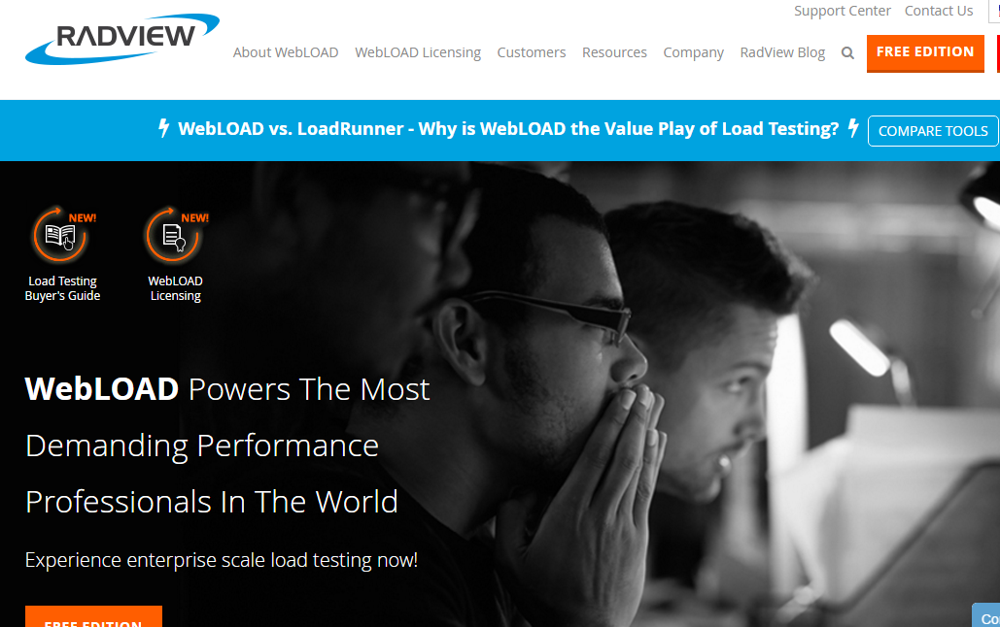 Support Center Contact Us
RADVIEW
About WebLOAD WebLOAD Licensing Customers Resources Company RadView Blog FREE EDITION
WebLOAD vs. LoadRunner - Why is WebLOAD the Value Play of Load Testing? COMPARE TOOLS
NEW! NEW!
Load Testing WebLOAD
Buyer's Guide Licensing
WebLOAD Powers The Most
Demanding Performance
Professionals In The World
Experience enterprise scale load testing now!
FREE EDITION